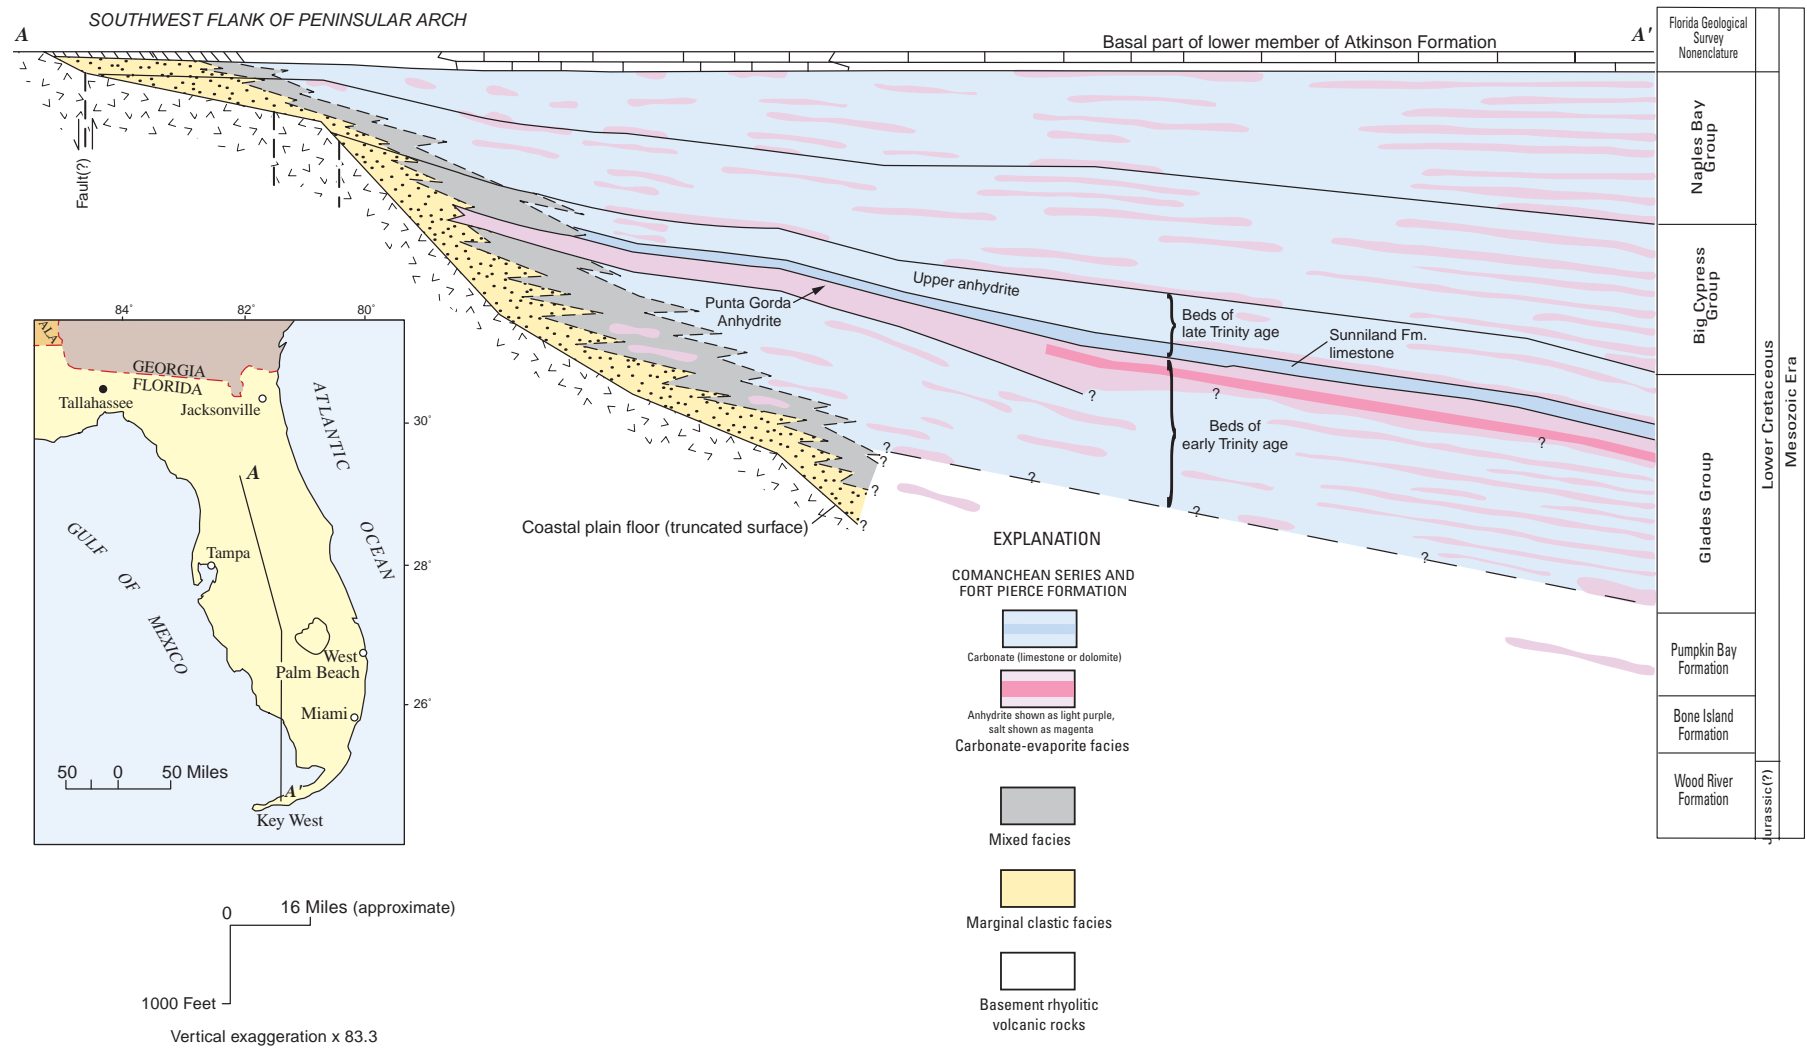 SOUTHWEST FLANK OF PENINSULAR ARCH
A
A'
Basal part of lower member of Atkinson Formation
Florida Geological
Survey
Nonenclature
Fault(?)
Naples Bay
Group
Big Cypress
Group
Glades Group
Pumpkin Bay
Formation
Bone Island
Formation
Wood River
Formation
Lower Cretaceous
Jurassic(?)
Mesozoic Era
Upper anhydrite
Punta Gorda
Anhydrite
Beds of
late Trinity age
Sunniland Fm.
limestone
Beds of
early Trinity age
?
?
?
?
?
?
?
?
?
?
?
Coastal plain floor (truncated surface)
84°
82°
80°
30°
28°
26°
ALA
GEORGIA
FLORIDA
Tallahassee
Jacksonville
ATLANTIC
OCEAN
A
GULF
OF
MEXICO
Tampa
West
Palm Beach
Miami
50 0 50 Miles
A'
Key West
0 16 Miles (approximate)
1000 Feet
Vertical exaggeration x 83.3
EXPLANATION
COMANCHEAN SERIES AND
FORT PIERCE FORMATION
Carbonate (limestone or dolomite)
Anhydrite shown as light purple,
salt shown as magenta
Carbonate-evaporite facies
Mixed facies
Marginal clastic facies
Basement rhyolitic
volcanic rocks